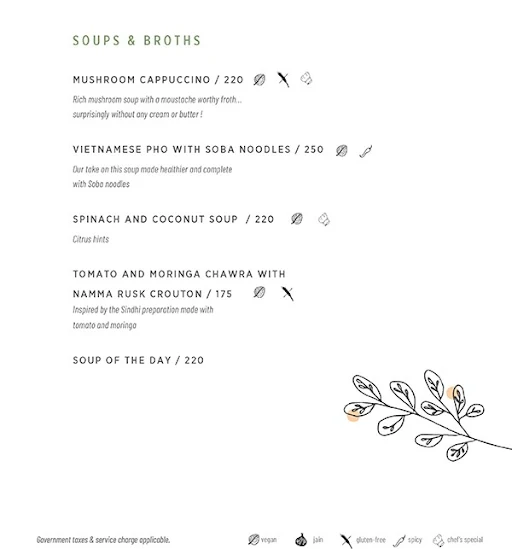 SOUPS & BROTHS
MUSHROOM CAPPUCCINO / 220
Rich mushroom soup with a moustache worthy froth...
surprisingly without any cream or butter !
VIETNAMESE PHO WITH SOBA NOODLES / 250
Our take on this soup made healthier and complete
with Soba noodles
SPINACH AND COCONUT SOUP / 220
Citrus hints
TOMATO AND MORINGA CHAWRA WITH
NAMMA RUSK CROUTON / 175
Inspired by the Sindhi preparation made with
tomato and moringa
SOUP OF THE DAY / 220
Government taxes & service charge applicable. vegan jain gluten-free spicy chef's special